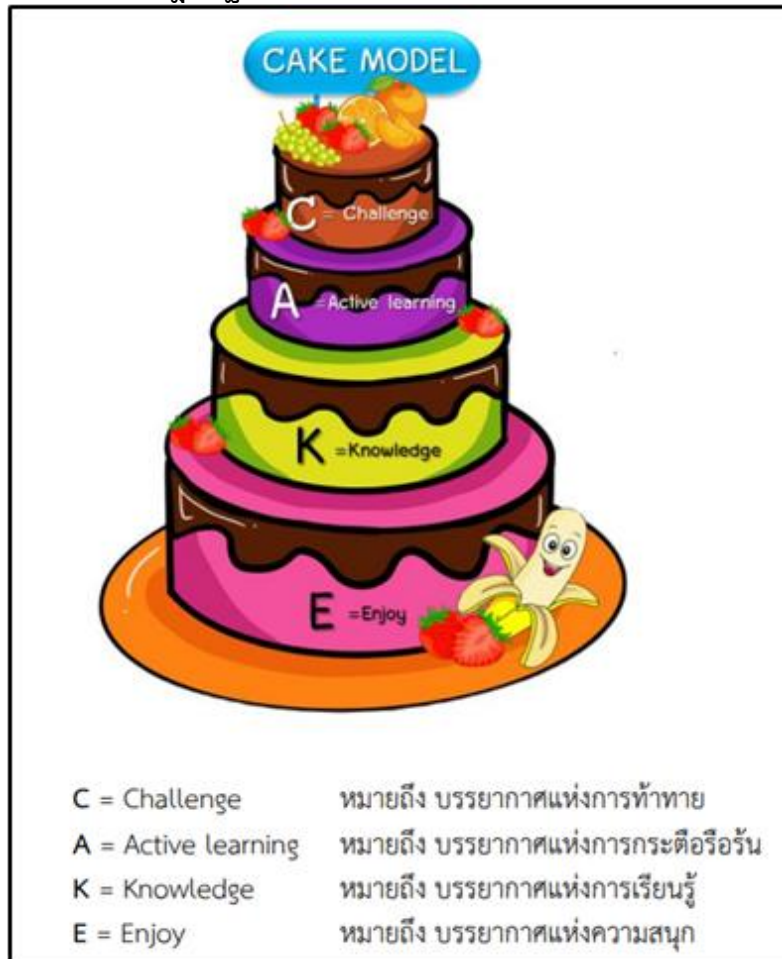 CAKE MODEL
C = Challenge
A =Active learning
K =Knowledge
E =Enjoy
C = Challenge หมายถึง บรรยากาศแห่งการท้าทาย
A = Active learning หมายถึง บรรยากาศแห่งการกระตือรือร้น
K = Knowledge หมายถึง บรรยากาศแห่งการเรียนรู้
E = Enjoy หมายถึง บรรยากาศแห่งความสนุก